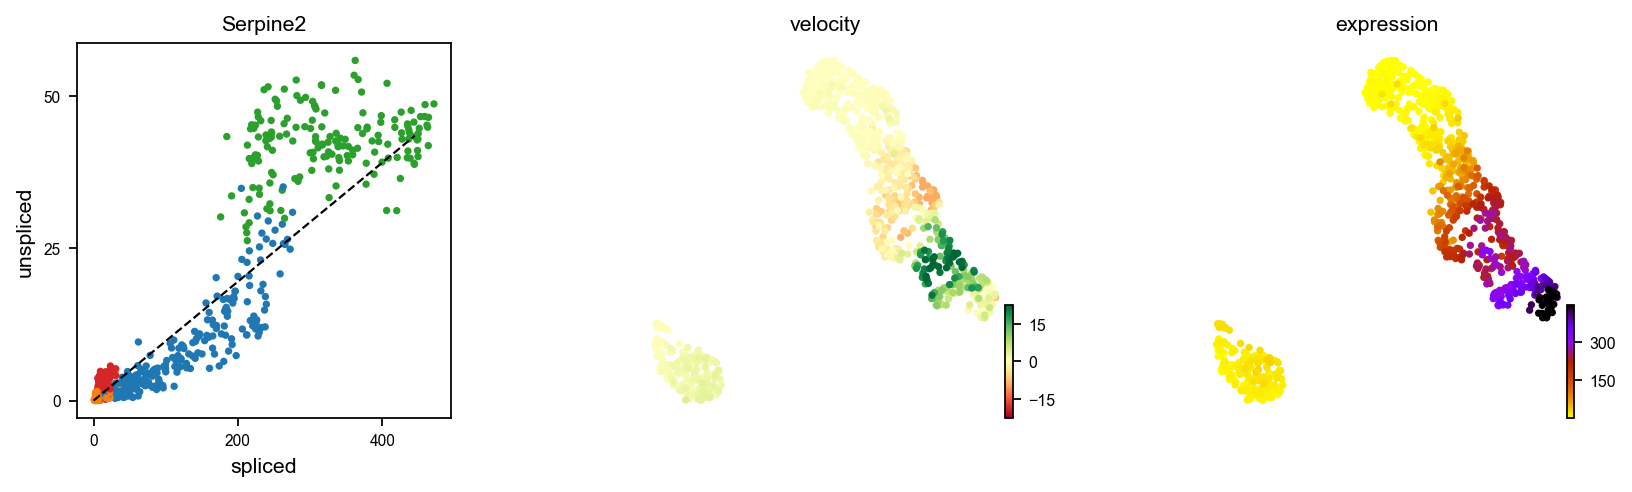 Serpine2
velocity
expression
unspliced
50
25
0
0
200
400
spliced
15
0
−15
300
150